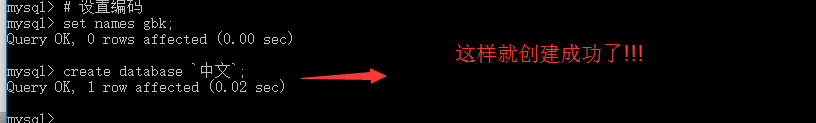 mysql> # 设置编码
mysql> set names gbk;
Query OK, 0 rows affected (0.00 sec)
mysql> create database `中文`;
Query OK, 1 row affected (0.02 sec)
这样就创建成功了!!!
mysql>